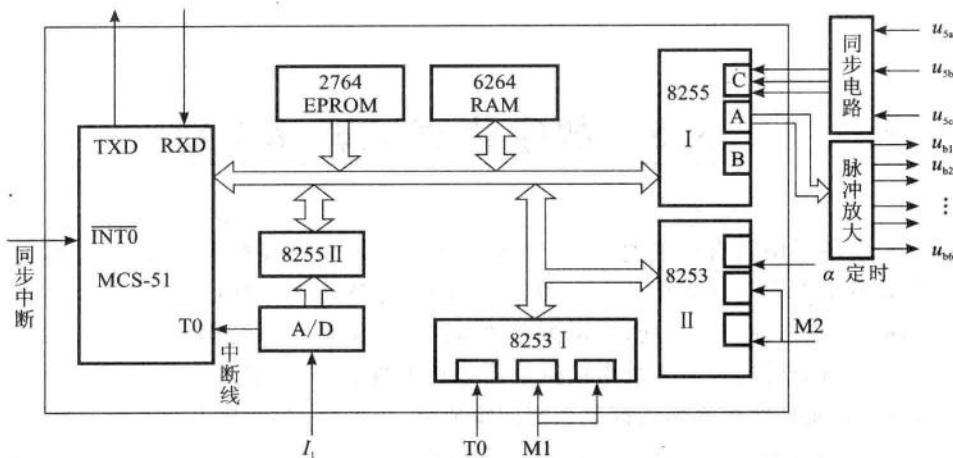 2764
EPROM
6264
RAM
8255
I
C
A
B
同步电路
u5a
u5b
u5c
脉冲放大
ub1
ub2
⋮
ub6
TXD RXD
INT0
MCS-51
T0
同步中断
8255 II
A/D
中断线
8253 I
8253
II
α 定时
M2
T0
M1